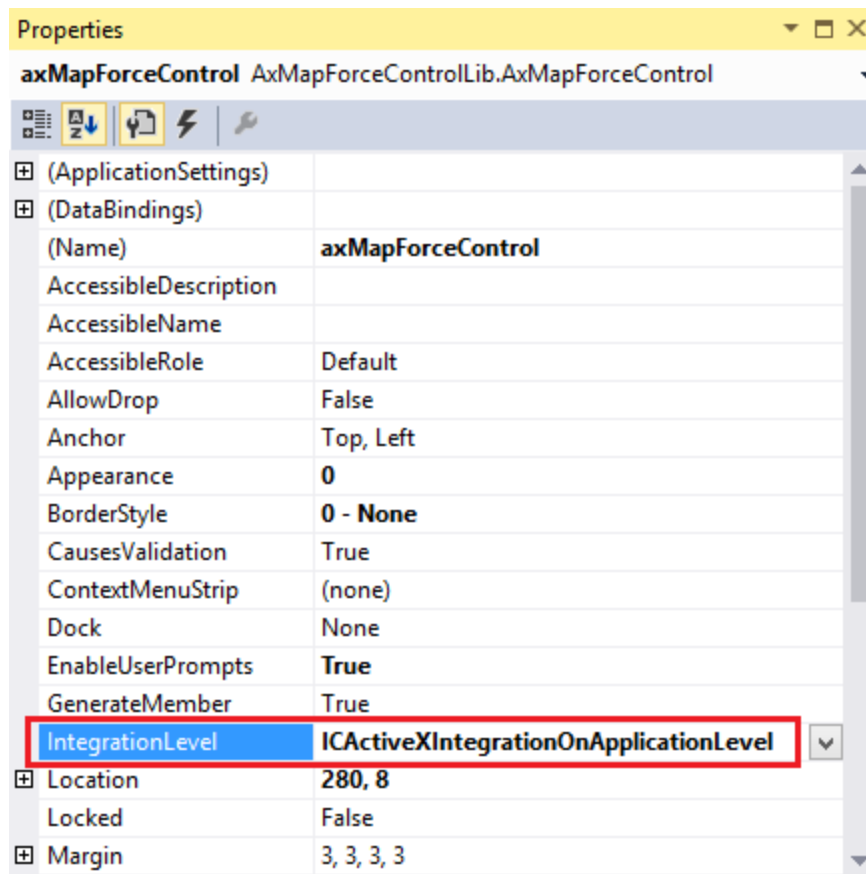 Properties
axMapForceControl AxMapForceControlLib.AxMapForceControl
(ApplicationSettings)
(DataBindings)
(Name) axMapForceControl
AccessibleDescription
AccessibleName
AccessibleRole Default
AllowDrop False
Anchor Top, Left
Appearance 0
BorderStyle 0 - None
CausesValidation True
ContextMenuStrip (none)
Dock None
EnableUserPrompts True
GenerateMember True
IntegrationLevel ICActiveXIntegrationOnApplicationLevel
Location 280, 8
Locked False
Margin 3, 3, 3, 3